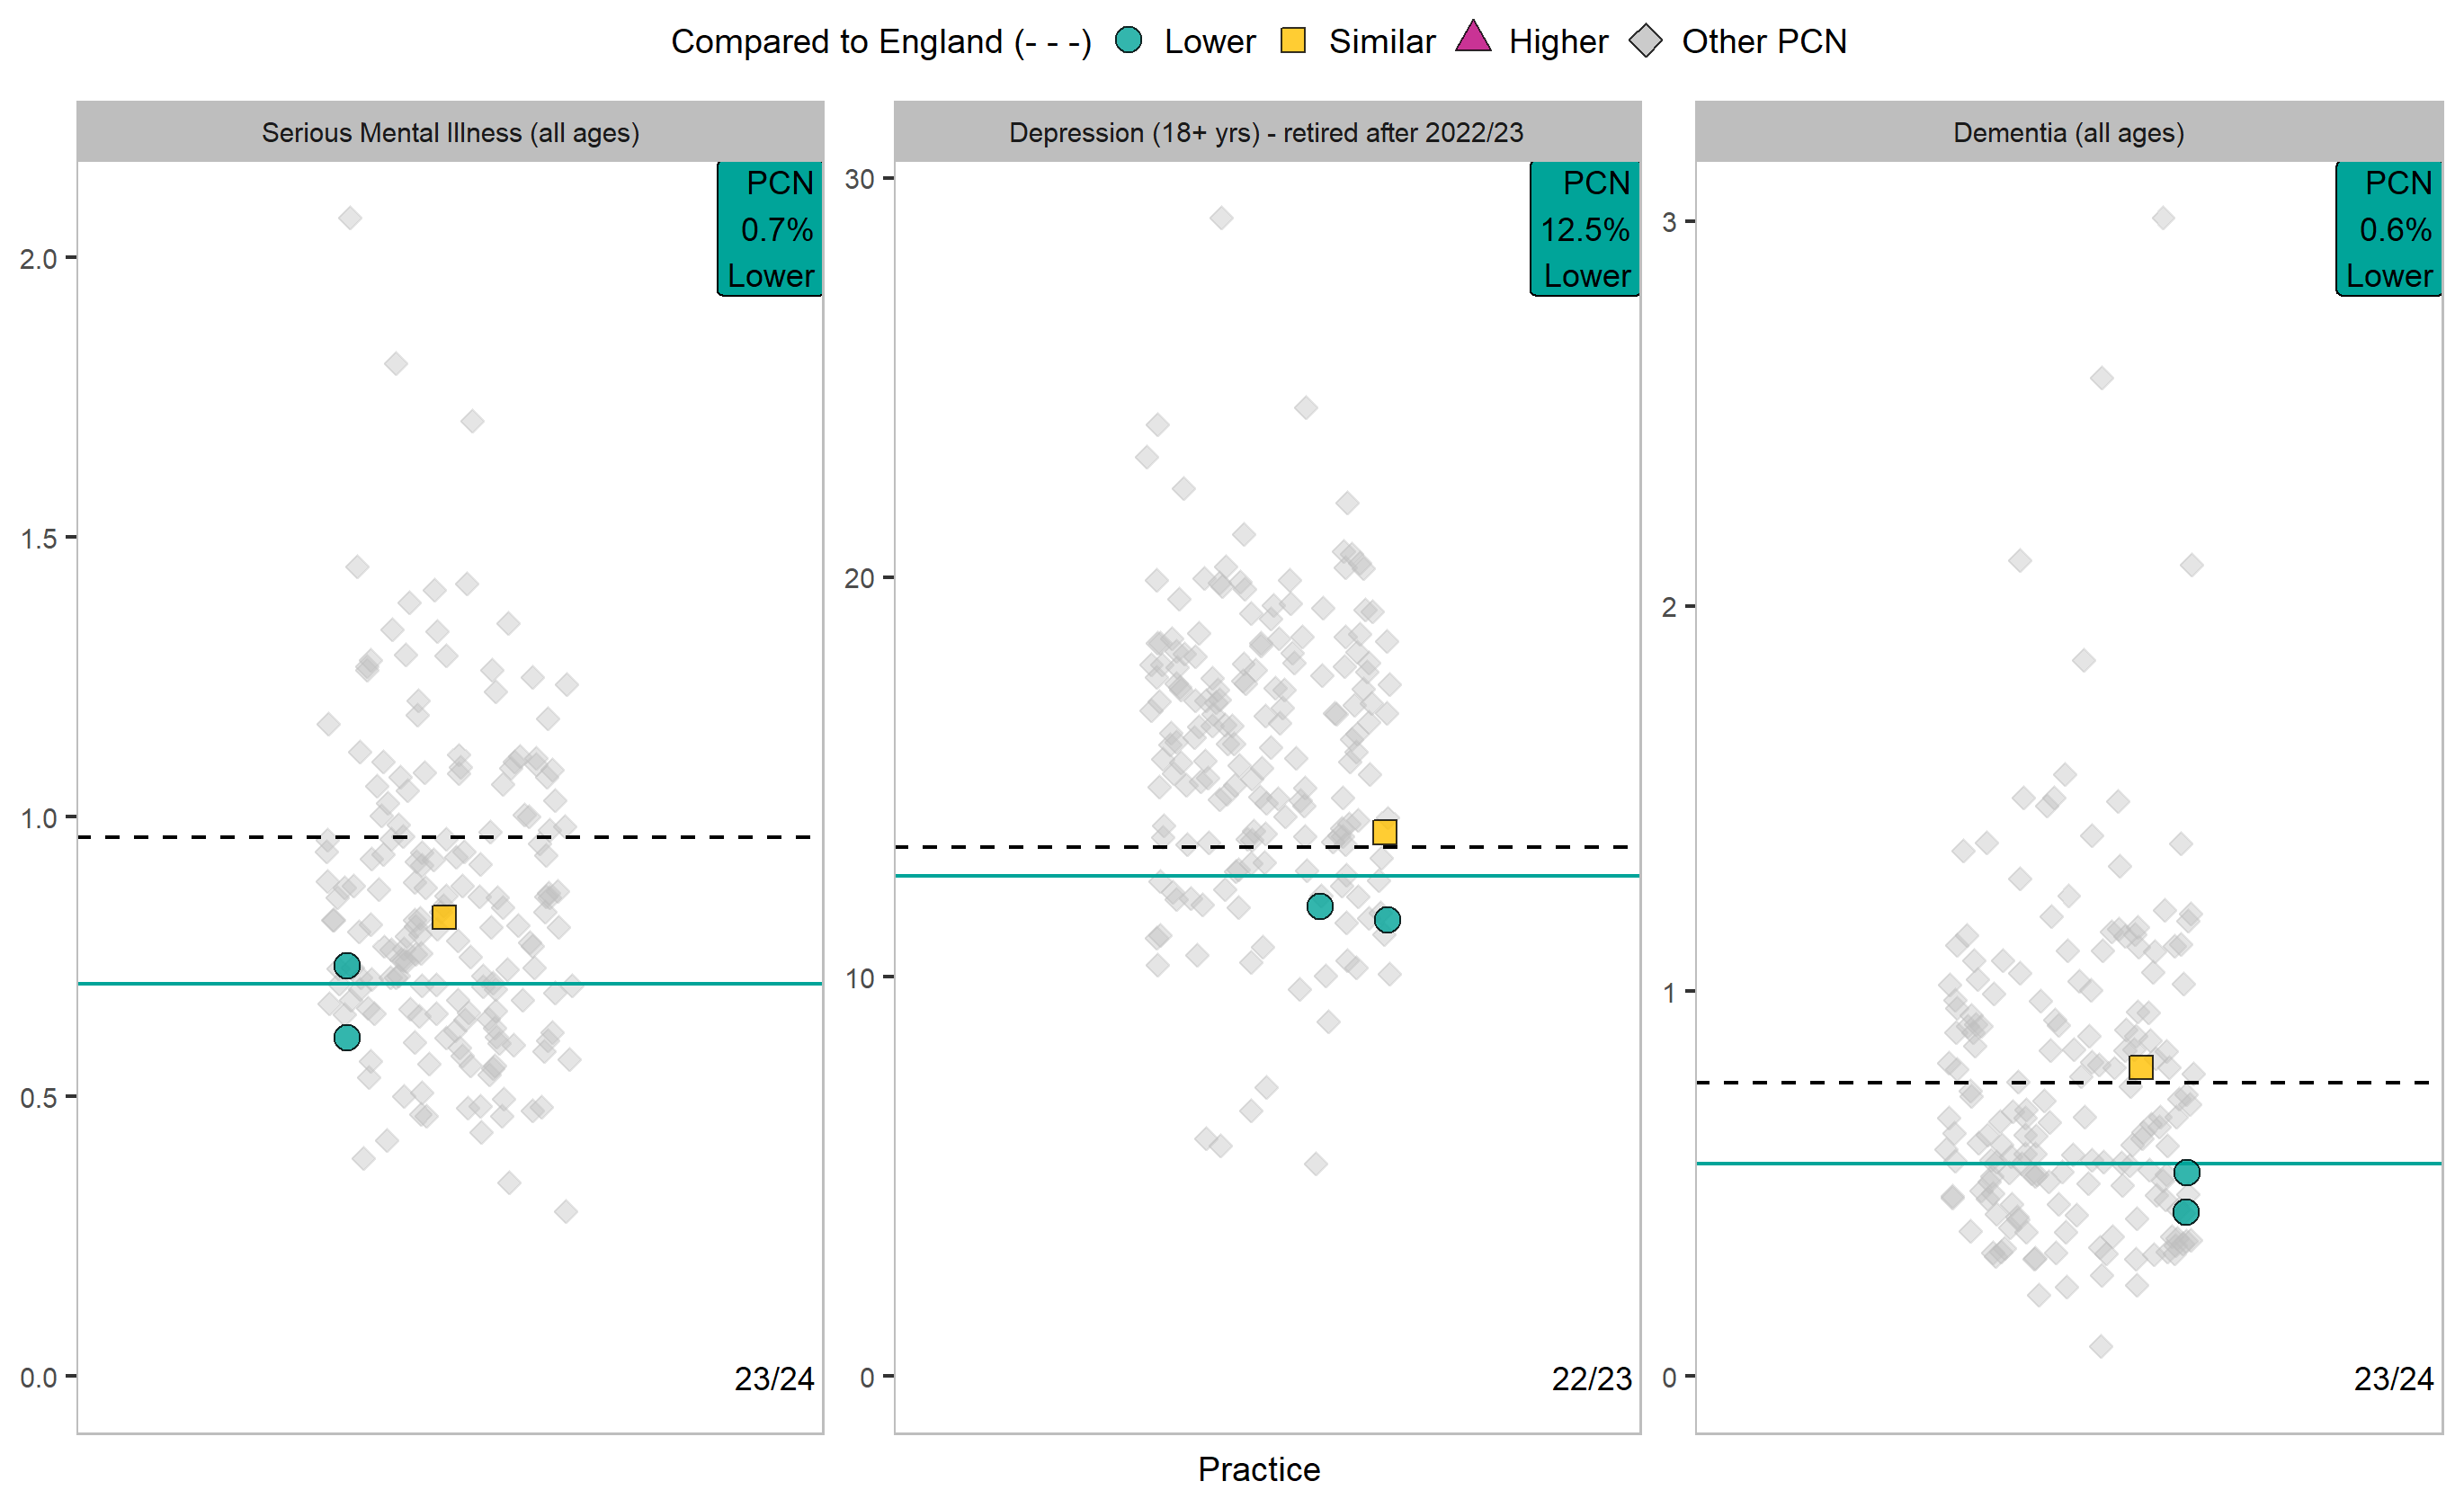 Compared to England (- - -) Lower Similar Higher Other PCN
Serious Mental Illness (all ages)
PCN
0.7%
Lower
2.0
1.5
1.0
0.5
0.0
23/24
Depression (18+ yrs) - retired after 2022/23
PCN
12.5%
Lower
30
20
10
0
22/23
Dementia (all ages)
PCN
0.6%
Lower
3
2
1
0
23/24
Practice